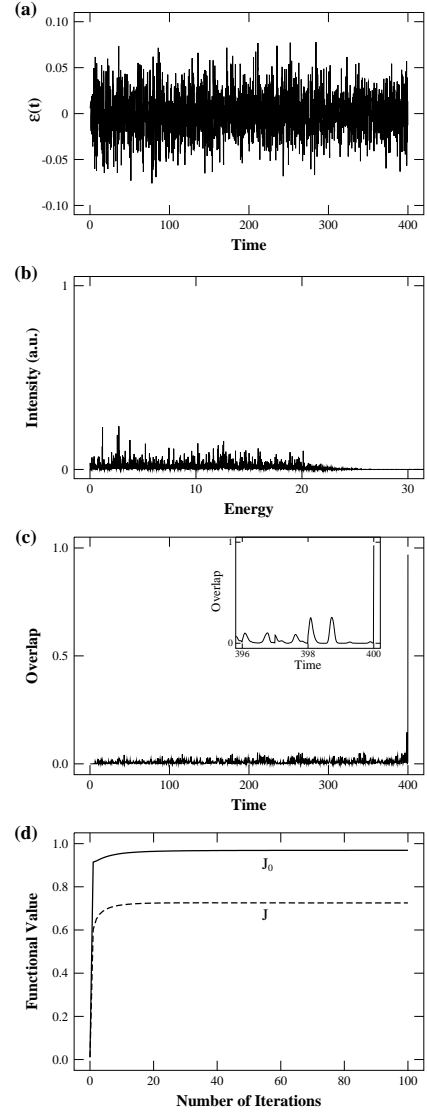 (a)
0.10
0.05
0
-0.05
-0.10
ε(t)
0 100 200 300 400
Time
(b)
1
0
Intensity (a.u.)
0 10 20 30
Energy
(c)
1.0
0.5
0.0
Overlap
1
0
Overlap
396 398 400
Time
0 100 200 300 400
Time
(d)
1.0
0.8
0.6
0.4
0.2
0.0
Functional Value
J₀
J
0 20 40 60 80 100
Number of Iterations